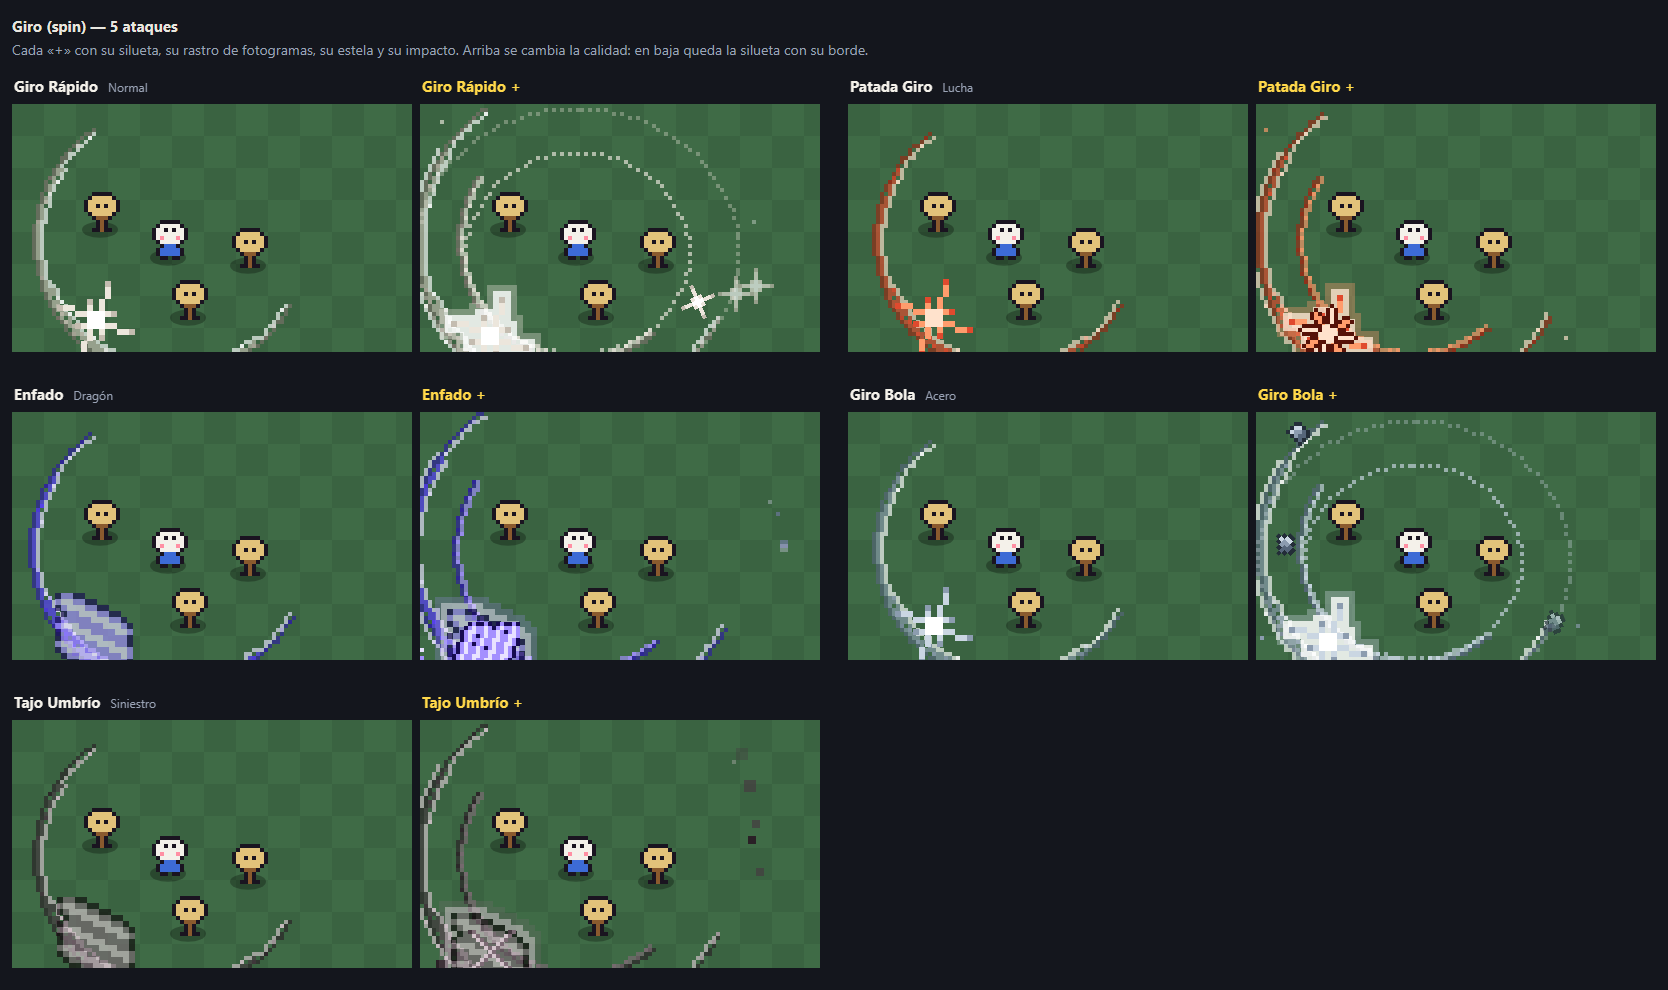 Giro (spin) — 5 ataques
Cada «+» con su silueta, su rastro de fotogramas, su estela y su impacto. Arriba se cambia la calidad: en baja queda la silueta con su borde.
Giro Rápido Normal
Giro Rápido +
Patada Giro Lucha
Patada Giro +
Enfado Dragón
Enfado +
Giro Bola Acero
Giro Bola +
Tajo Umbrío Siniestro
Tajo Umbrío +